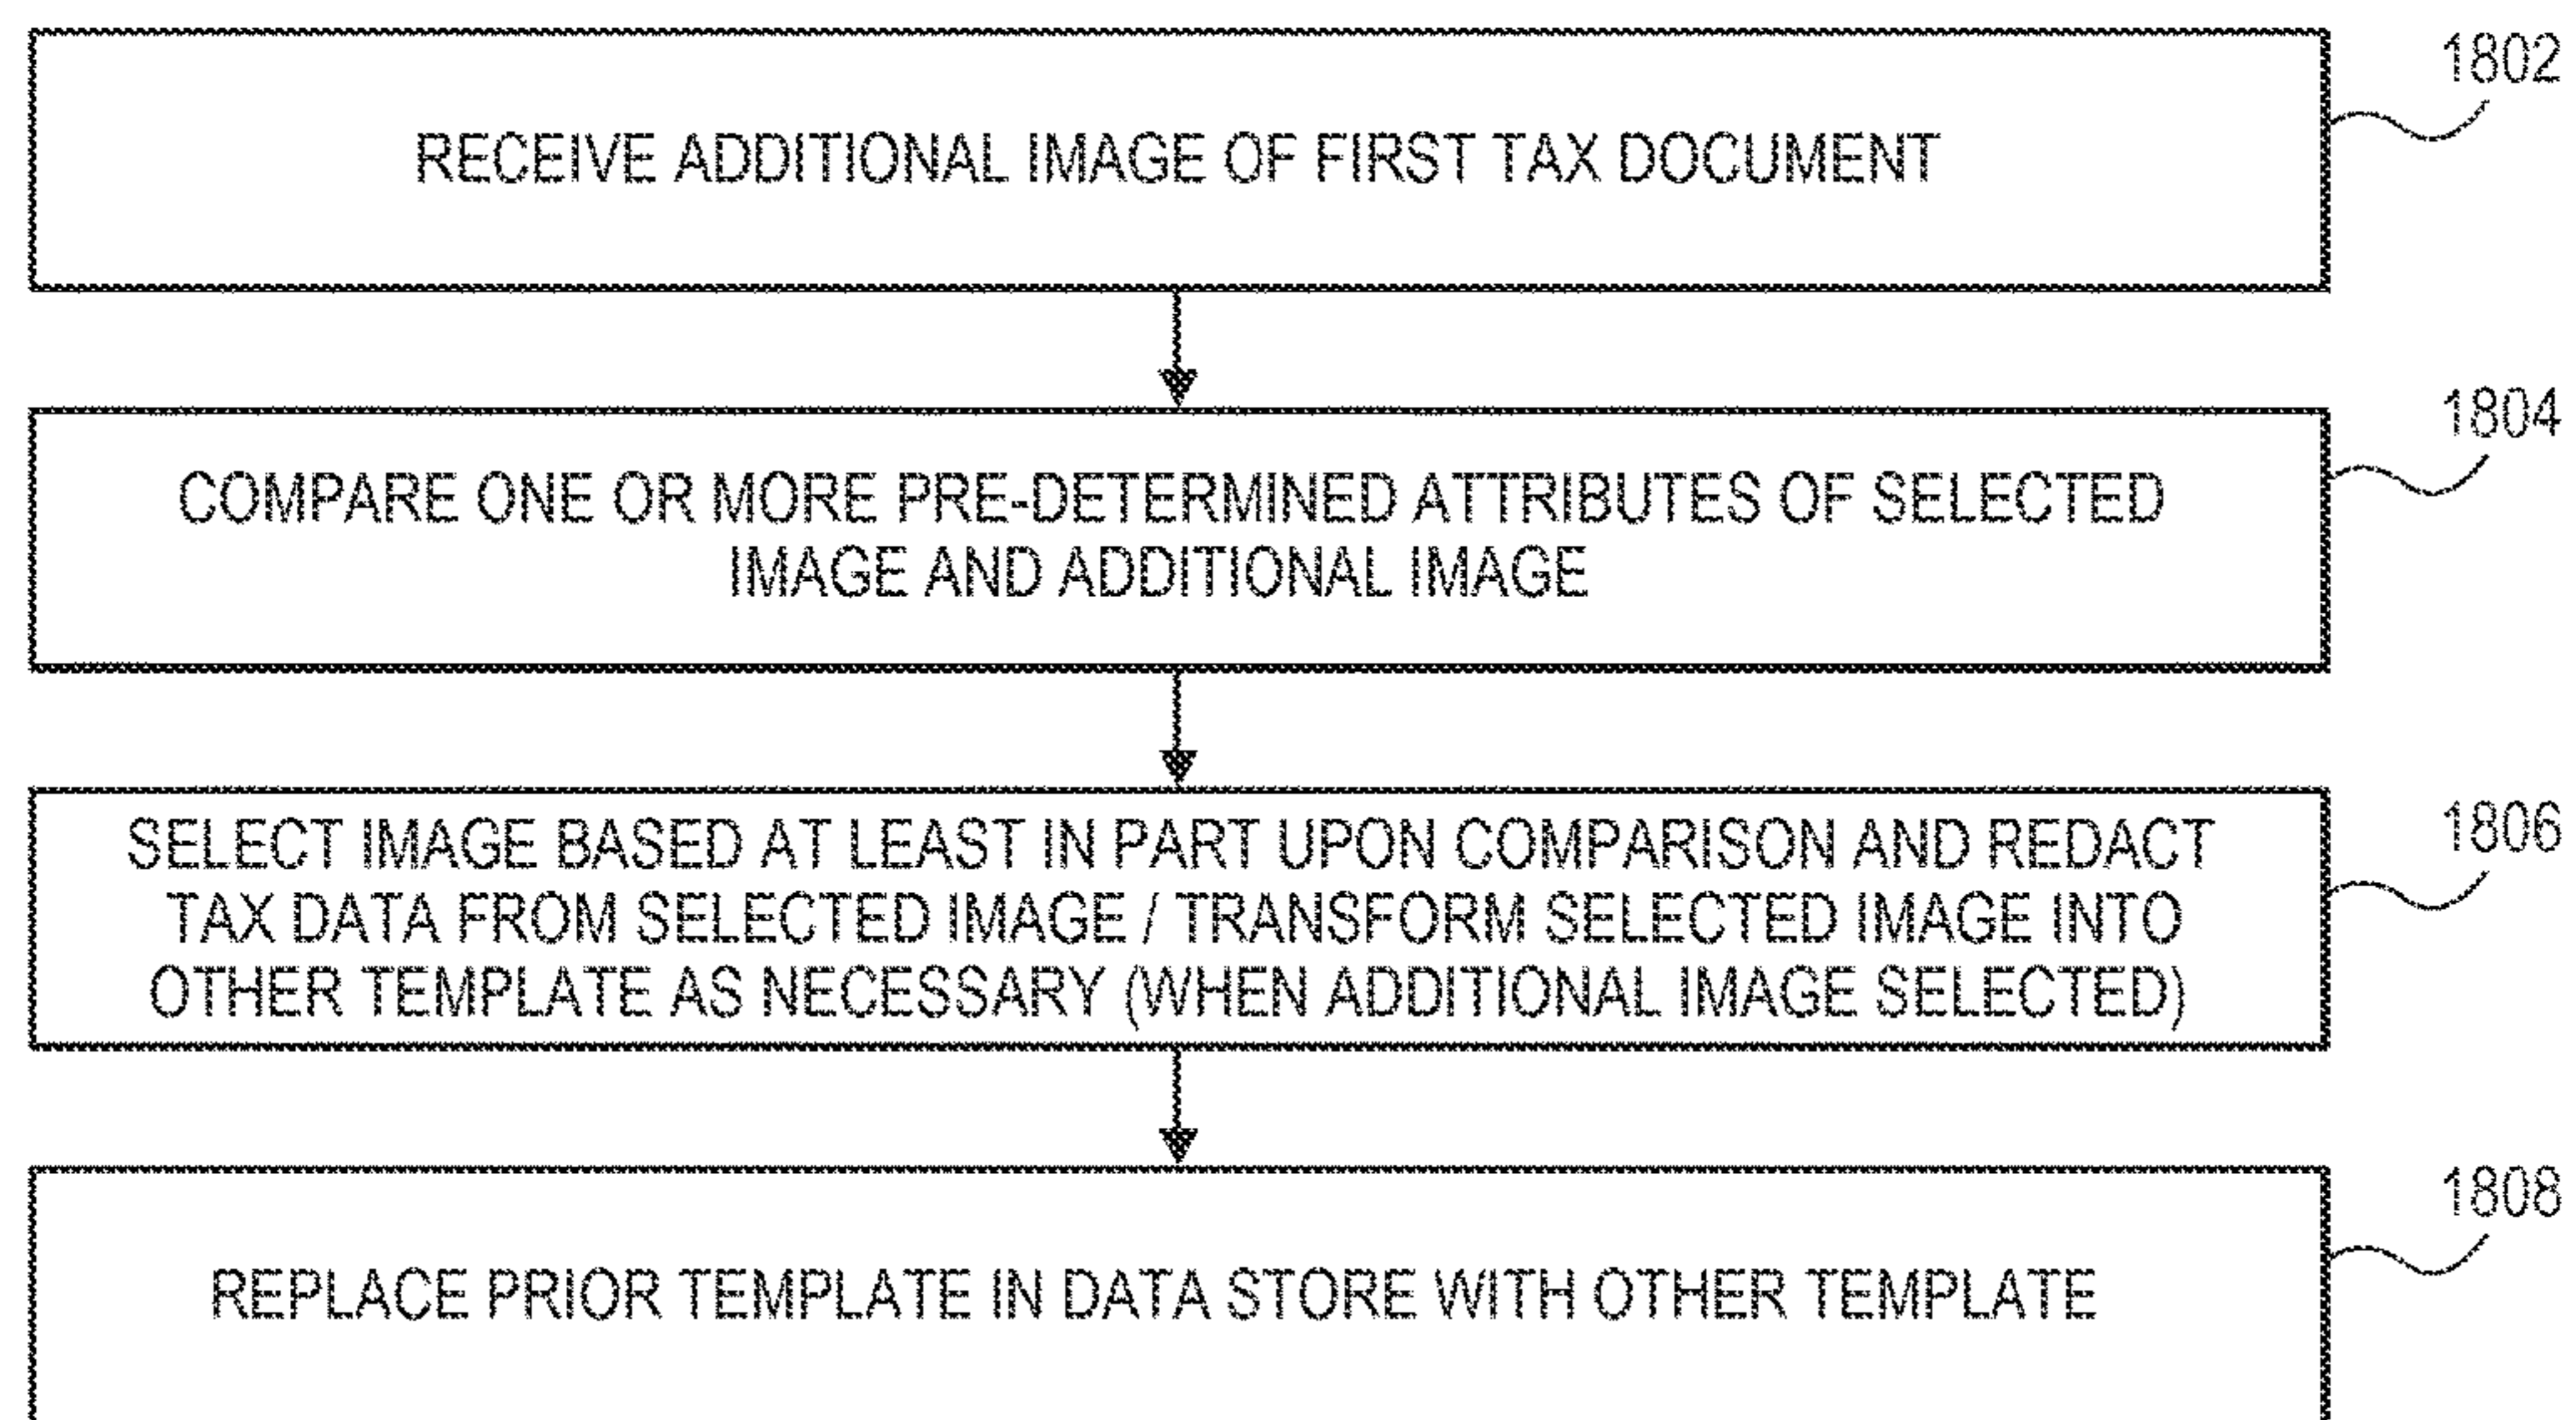 1802
RECEIVE ADDITIONAL IMAGE OF FIRST TAX DOCUMENT
1804
COMPARE ONE OR MORE PRE-DETERMINED ATTRIBUTES OF SELECTED
IMAGE AND ADDITIONAL IMAGE
1806
SELECT IMAGE BASED AT LEAST IN PART UPON COMPARISON AND REDACT
TAX DATA FROM SELECTED IMAGE / TRANSFORM SELECTED IMAGE INTO
OTHER TEMPLATE AS NECESSARY (WHEN ADDITIONAL IMAGE SELECTED)
1808
REPLACE PRIOR TEMPLATE IN DATA STORE WITH OTHER TEMPLATE